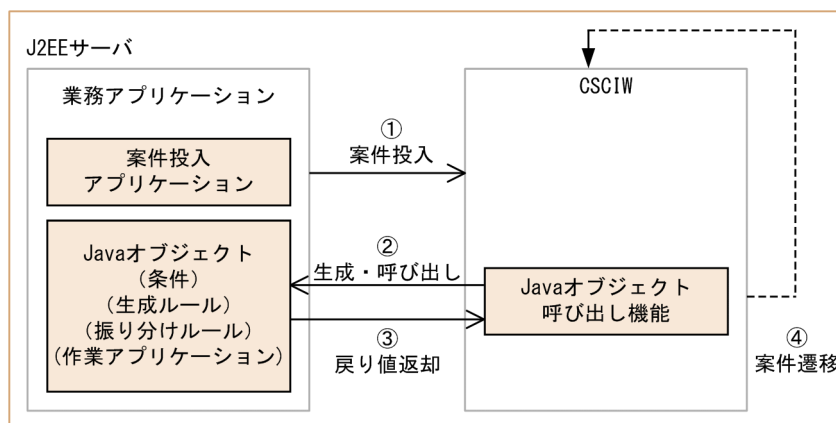 J2EEサーバ
業務アプリケーション
案件投入
アプリケーション
①
案件投入
CSCIW
Javaオブジェクト
(条件)
(生成ルール)
(振り分けルール)
(作業アプリケーション)
②
生成・呼び出し
Javaオブジェクト
呼び出し機能
③
戻り値返却
④
案件遷移